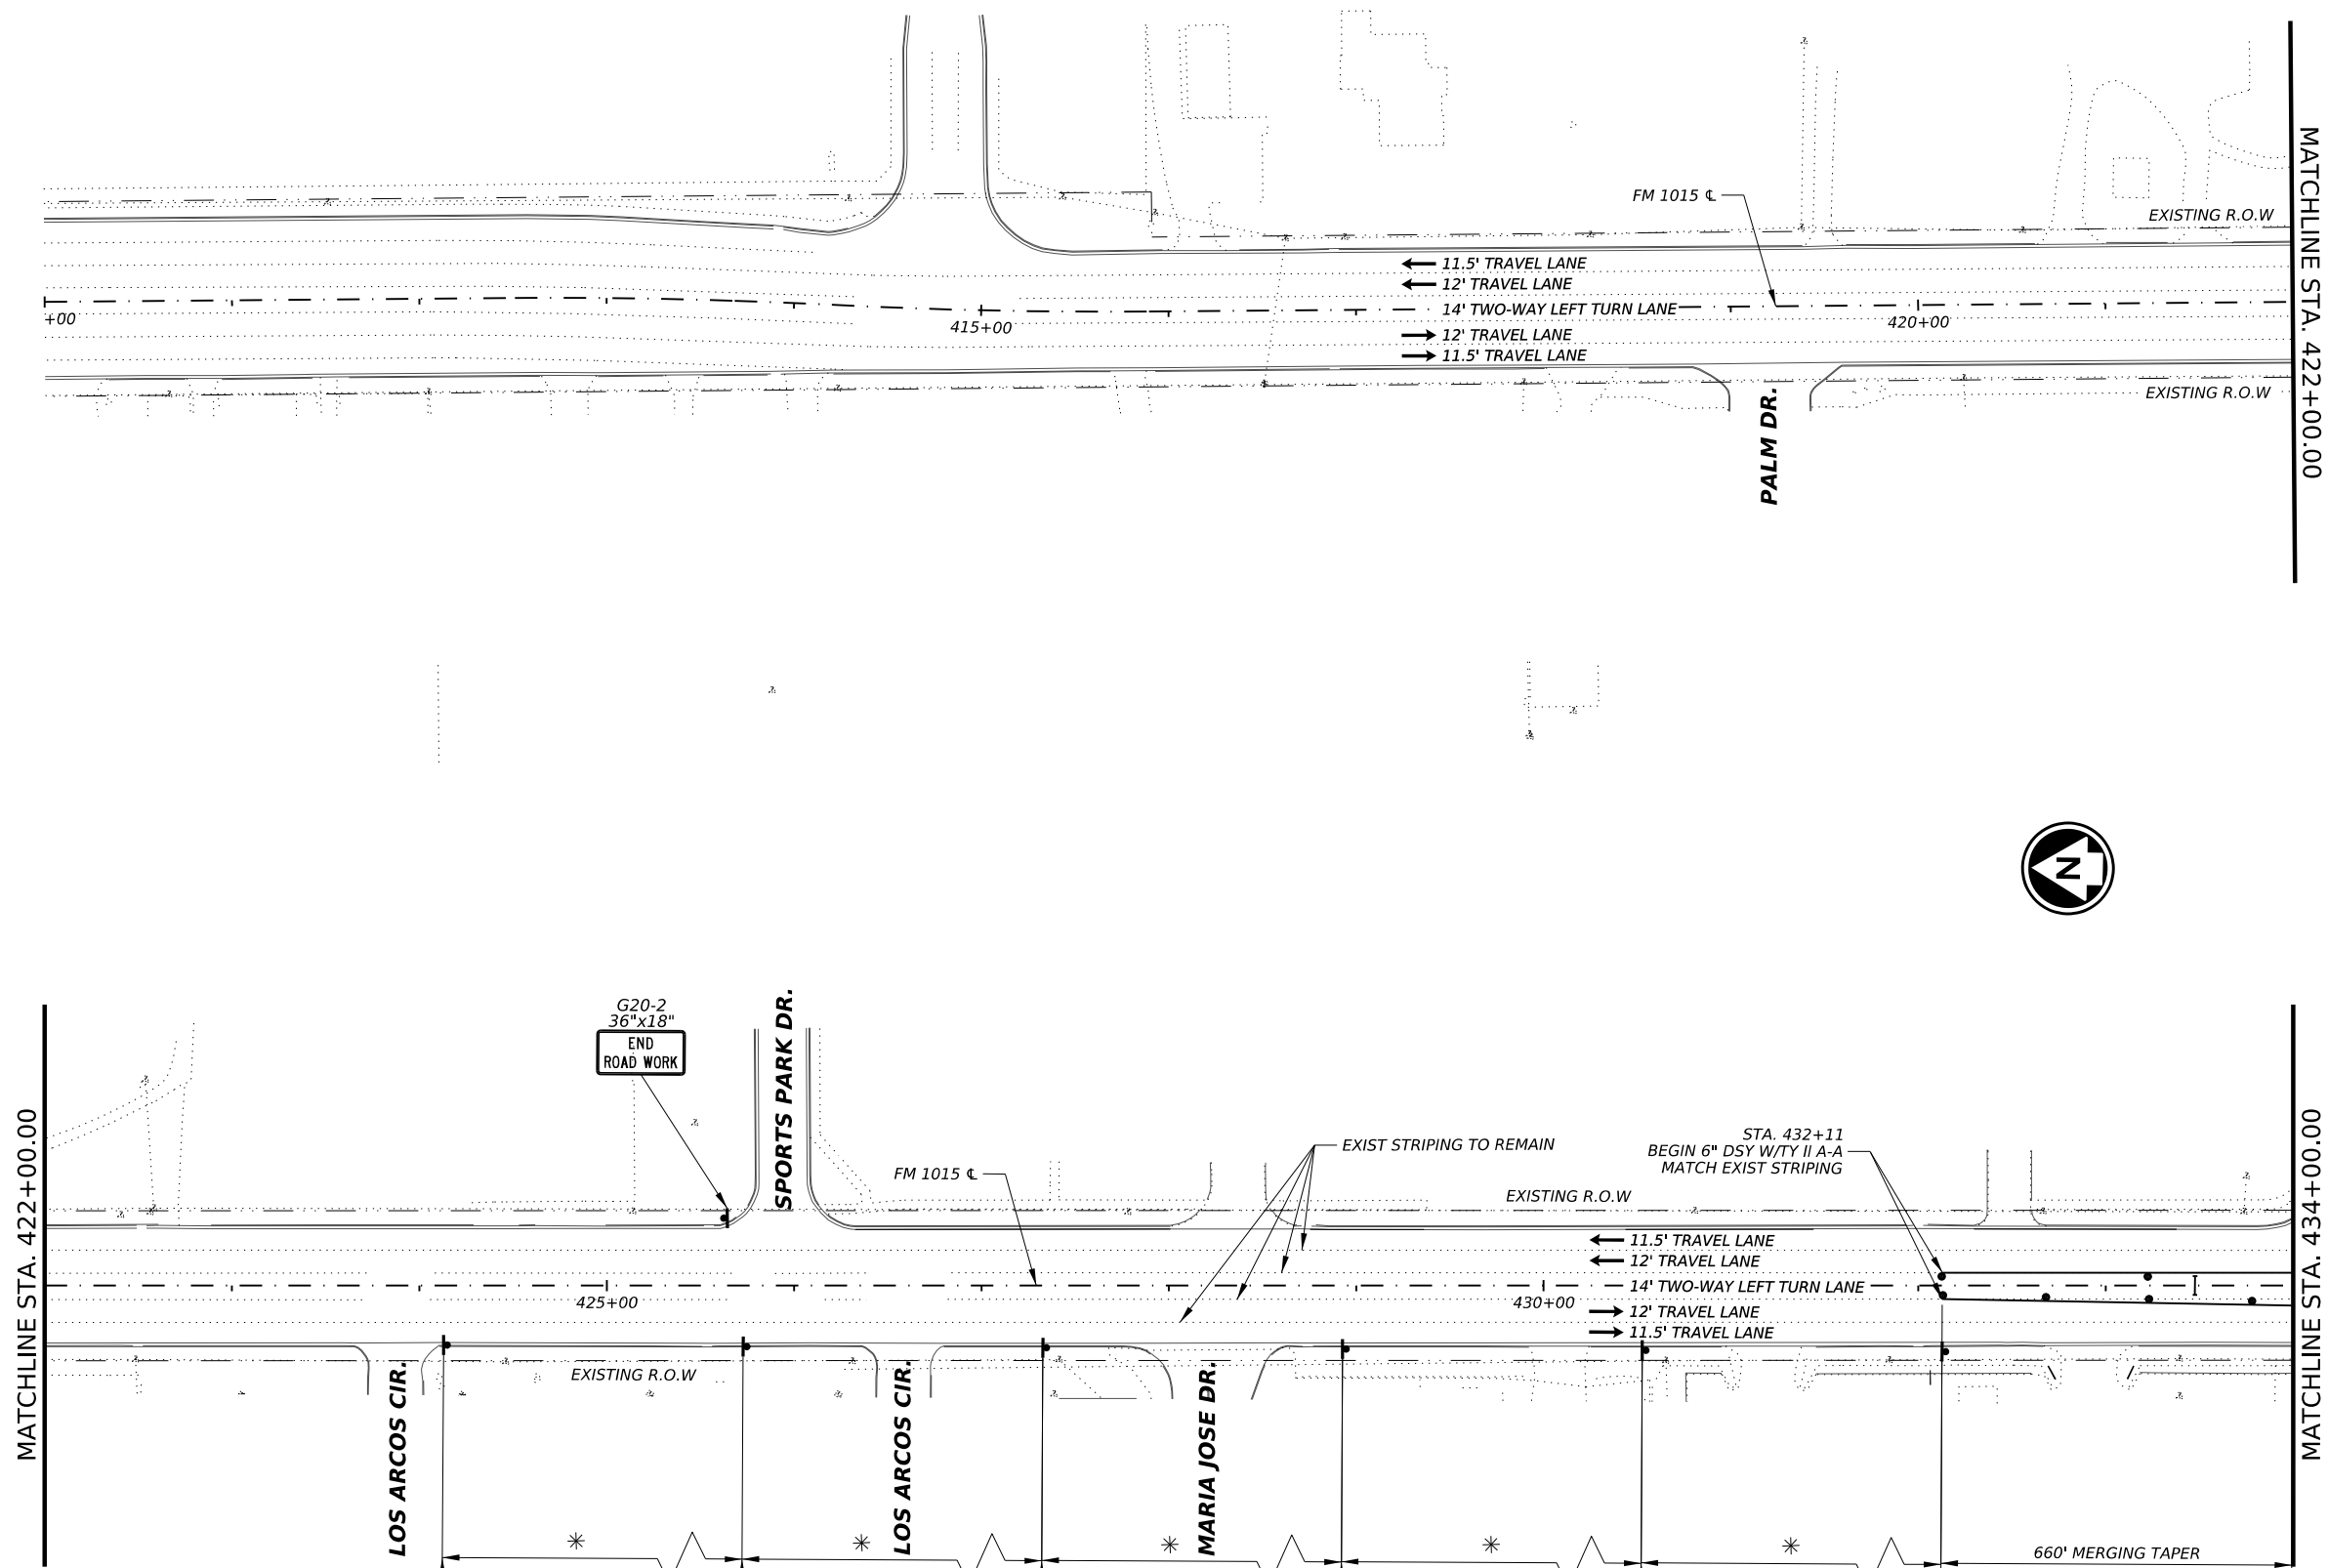 FM 1015 ℄
EXISTING R.O.W
MATCHLINE STA. 422+00.00
11.5' TRAVEL LANE
12' TRAVEL LANE
14' TWO-WAY LEFT TURN LANE
12' TRAVEL LANE
11.5' TRAVEL LANE
+00
415+00
420+00
EXISTING R.O.W
PALM DR.
N
G20-2
36"x18"
END
ROAD WORK
SPORTS PARK DR.
MATCHLINE STA. 422+00.00
FM 1015 ℄
EXIST STRIPING TO REMAIN
STA. 432+11
BEGIN 6" DSY W/TY II A-A
MATCH EXIST STRIPING
EXISTING R.O.W
MATCHLINE STA. 434+00.00
11.5' TRAVEL LANE
12' TRAVEL LANE
14' TWO-WAY LEFT TURN LANE
12' TRAVEL LANE
11.5' TRAVEL LANE
425+00
430+00
EXISTING R.O.W
LOS ARCOS CIR.
LOS ARCOS CIR.
MARIA JOSE DR.
* * * * *
660' MERGING TAPER